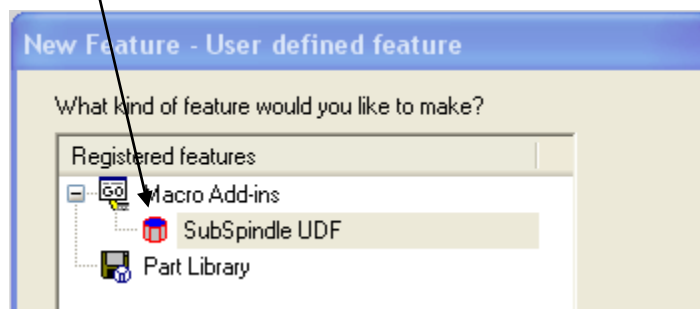 New Feature - User defined feature
What kind of feature would you like to make?
Registered features
GO Macro Add-ins
SubSpindle UDF
Part Library